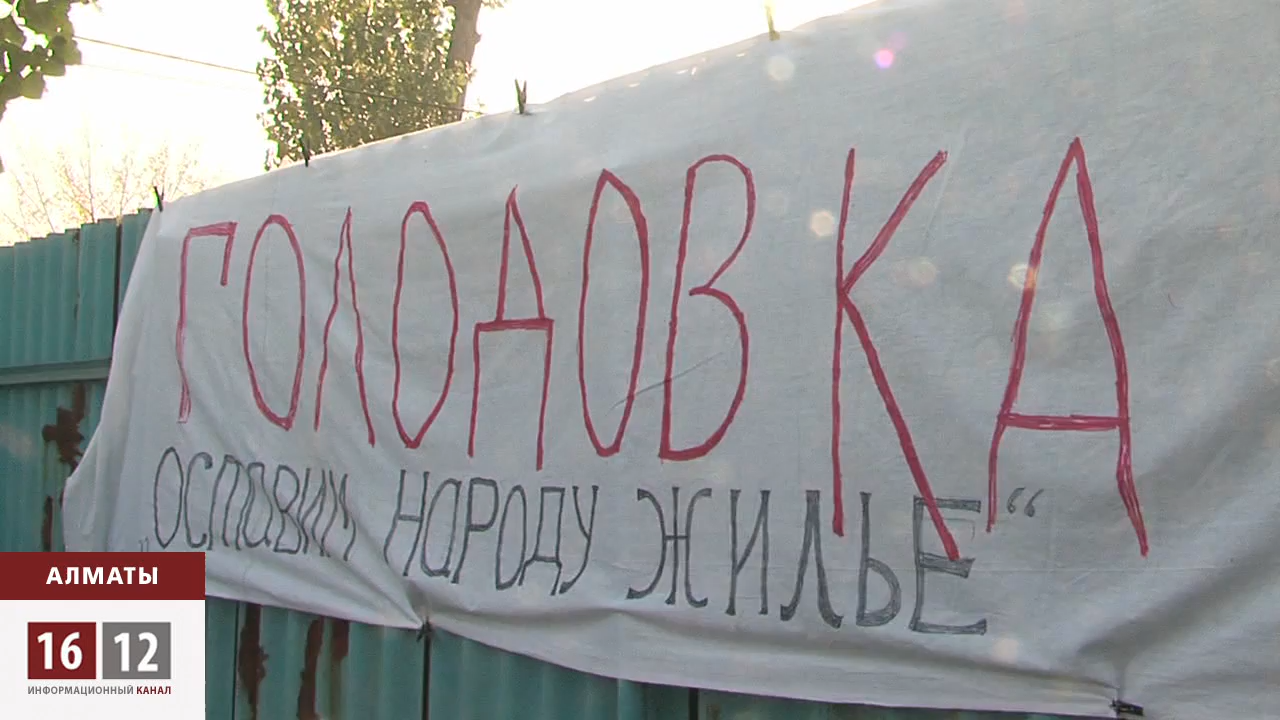 ГОЛОДОВКА
„ОСТАВИМ НАРОДУ ЖИЛЬЕ“
АЛМАТЫ
16 12
ИНФОРМАЦИОННЫЙ КАНАЛ